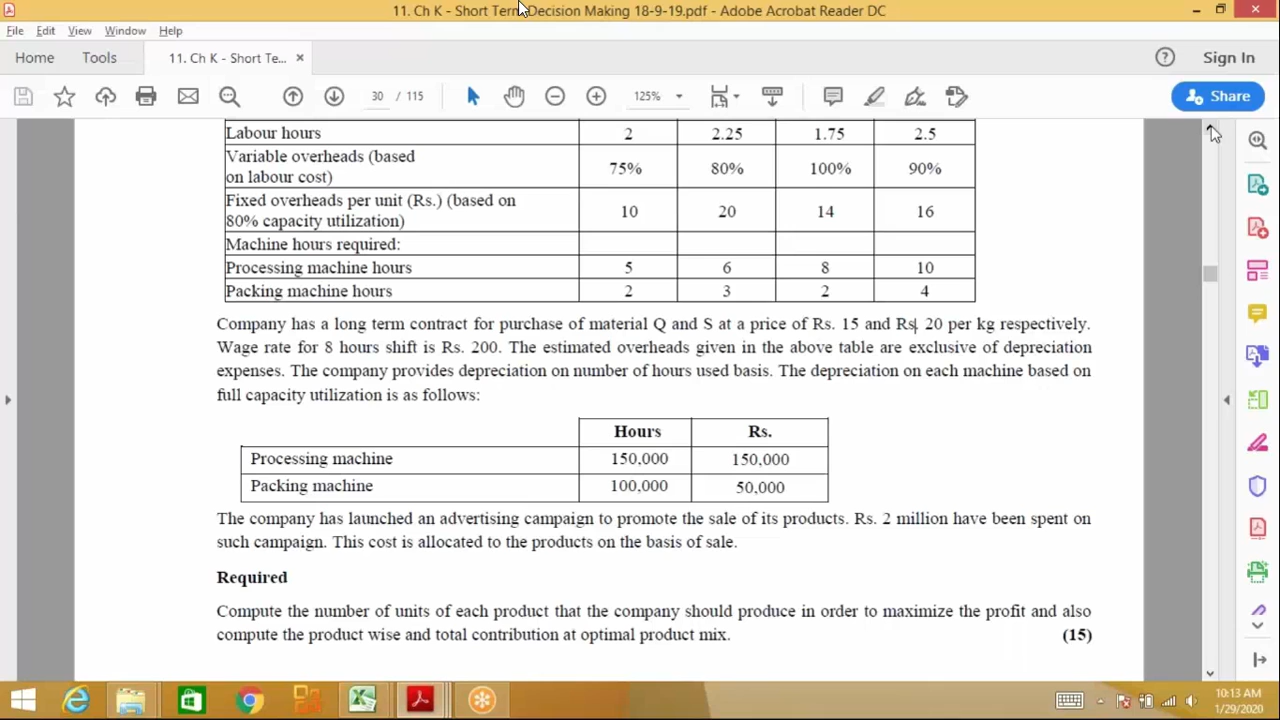 11. Ch K - Short Term Decision Making 18-9-19.pdf - Adobe Acrobat Reader DC
File Edit View Window Help
Home Tools 11. Ch K - Short Te... × Sign In
30 / 115 125% Share
Labour hours 2 2.25 1.75 2.5
Variable overheads (based
on labour cost) 75% 80% 100% 90%
Fixed overheads per unit (Rs.) (based on
80% capacity utilization) 10 20 14 16
Machine hours required:
Processing machine hours 5 6 8 10
Packing machine hours 2 3 2 4
Company has a long term contract for purchase of material Q and S at a price of Rs. 15 and Rs. 20 per kg respectively.
Wage rate for 8 hours shift is Rs. 200. The estimated overheads given in the above table are exclusive of depreciation
expenses. The company provides depreciation on number of hours used basis. The depreciation on each machine based on
full capacity utilization is as follows:
Hours Rs.
Processing machine 150,000 150,000
Packing machine 100,000 50,000
The company has launched an advertising campaign to promote the sale of its products. Rs. 2 million have been spent on
such campaign. This cost is allocated to the products on the basis of sale.
Required
Compute the number of units of each product that the company should produce in order to maximize the profit and also
compute the product wise and total contribution at optimal product mix. (15)
10:13 AM
1/29/2020